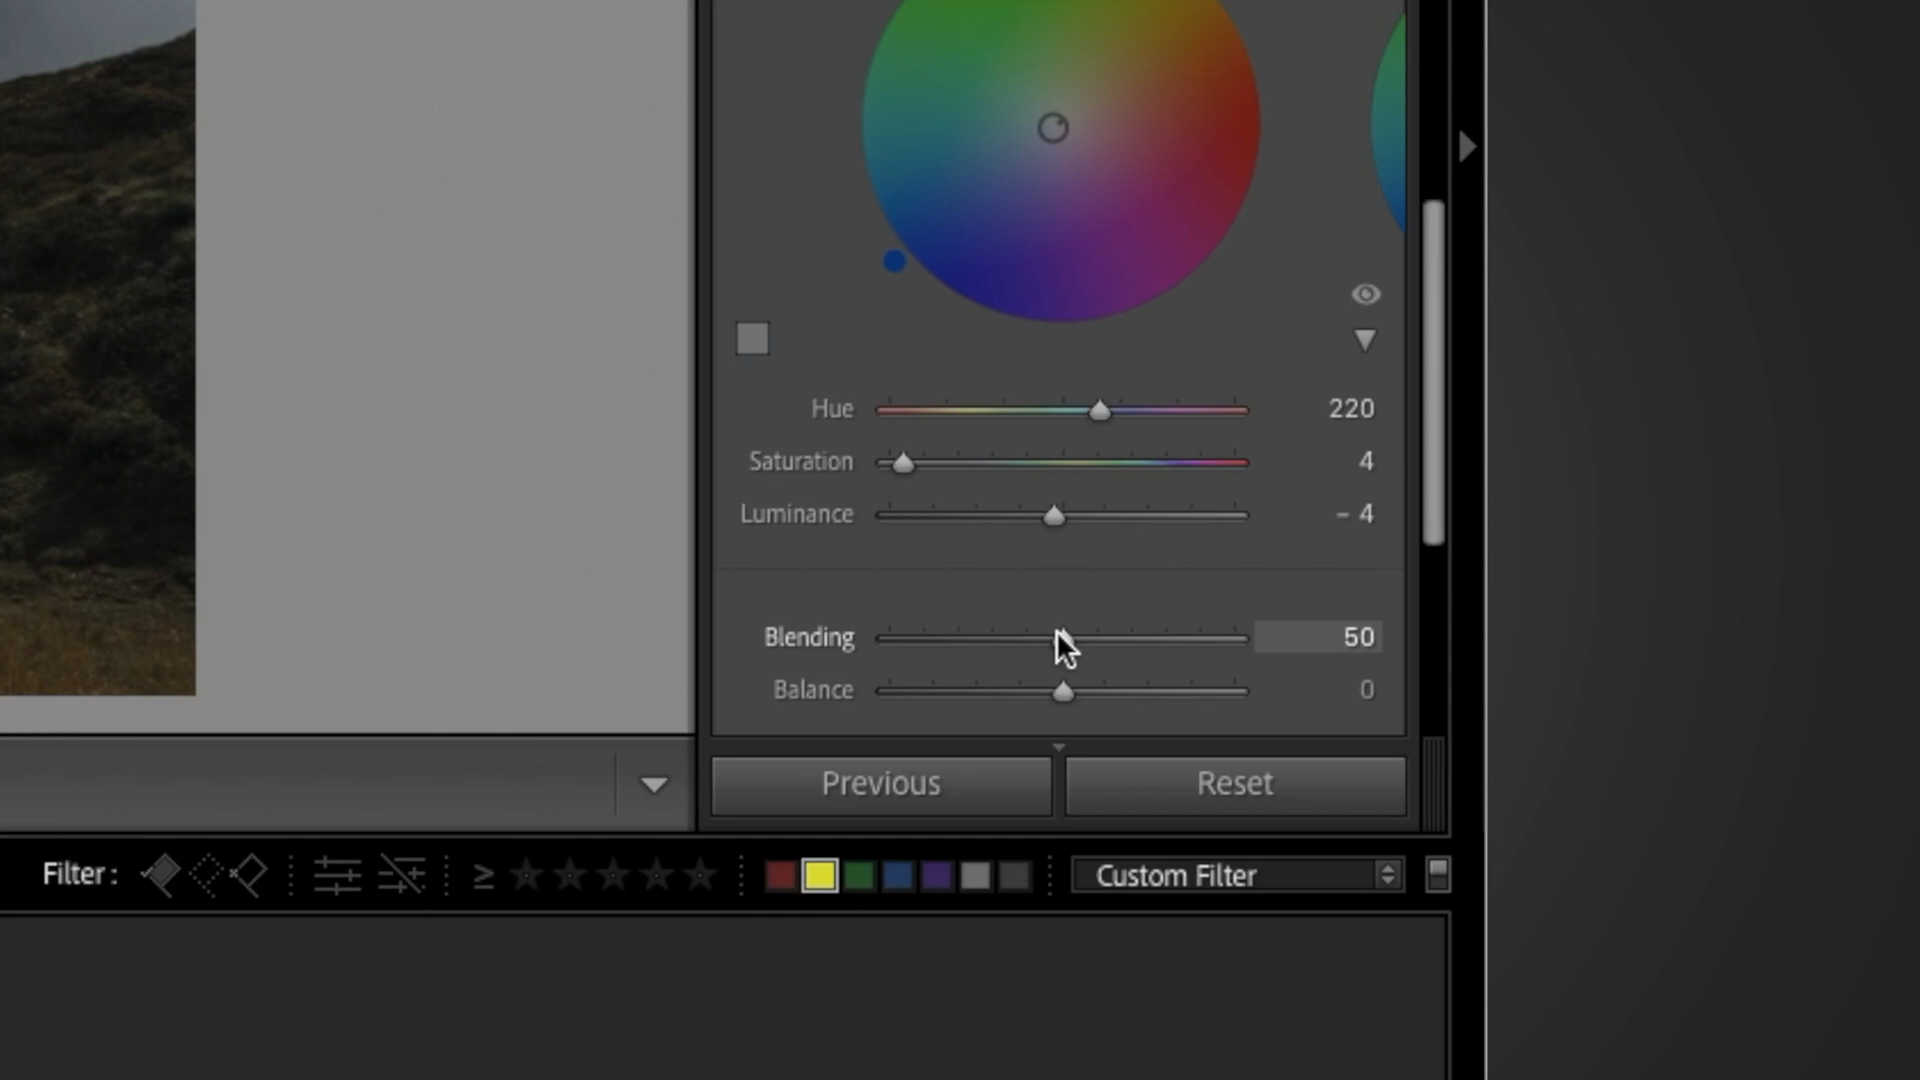 Hue 220
Saturation 4
Luminance – 4
Blending 50
Balance 0
Previous Reset
Filter : ≥ Custom Filter